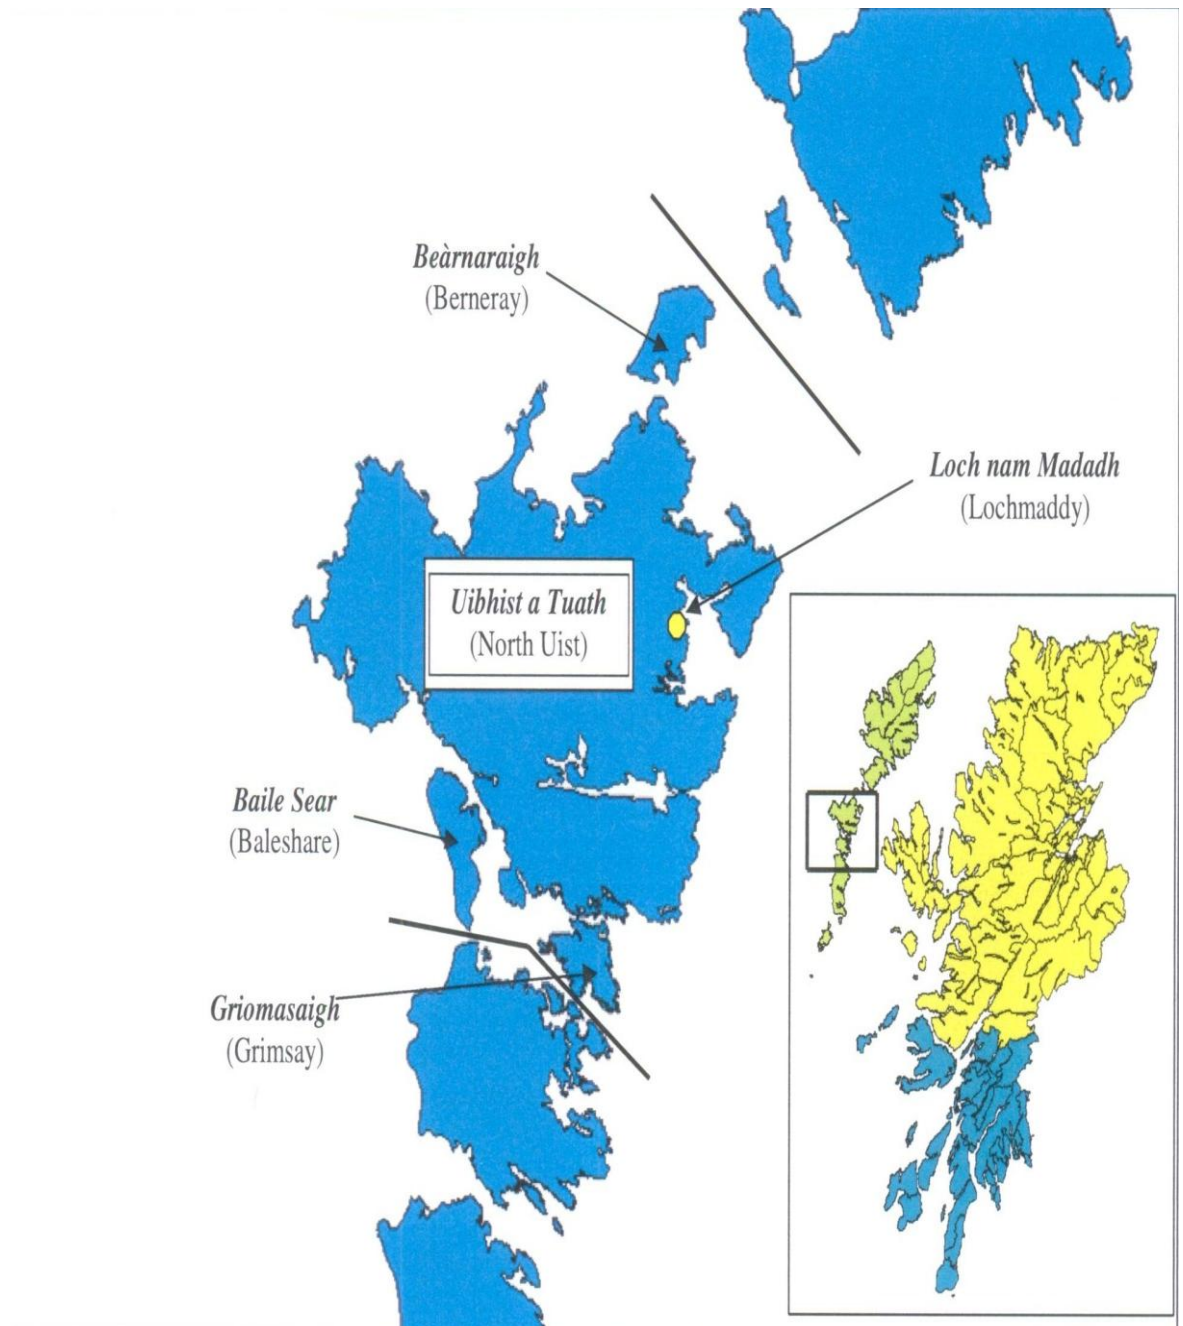 Beàrnaraigh
(Berneray)
Loch nam Madadh
(Lochmaddy)
Uibhist a Tuath
(North Uist)
Baile Sear
(Baleshare)
Griomasaigh
(Grimsay)